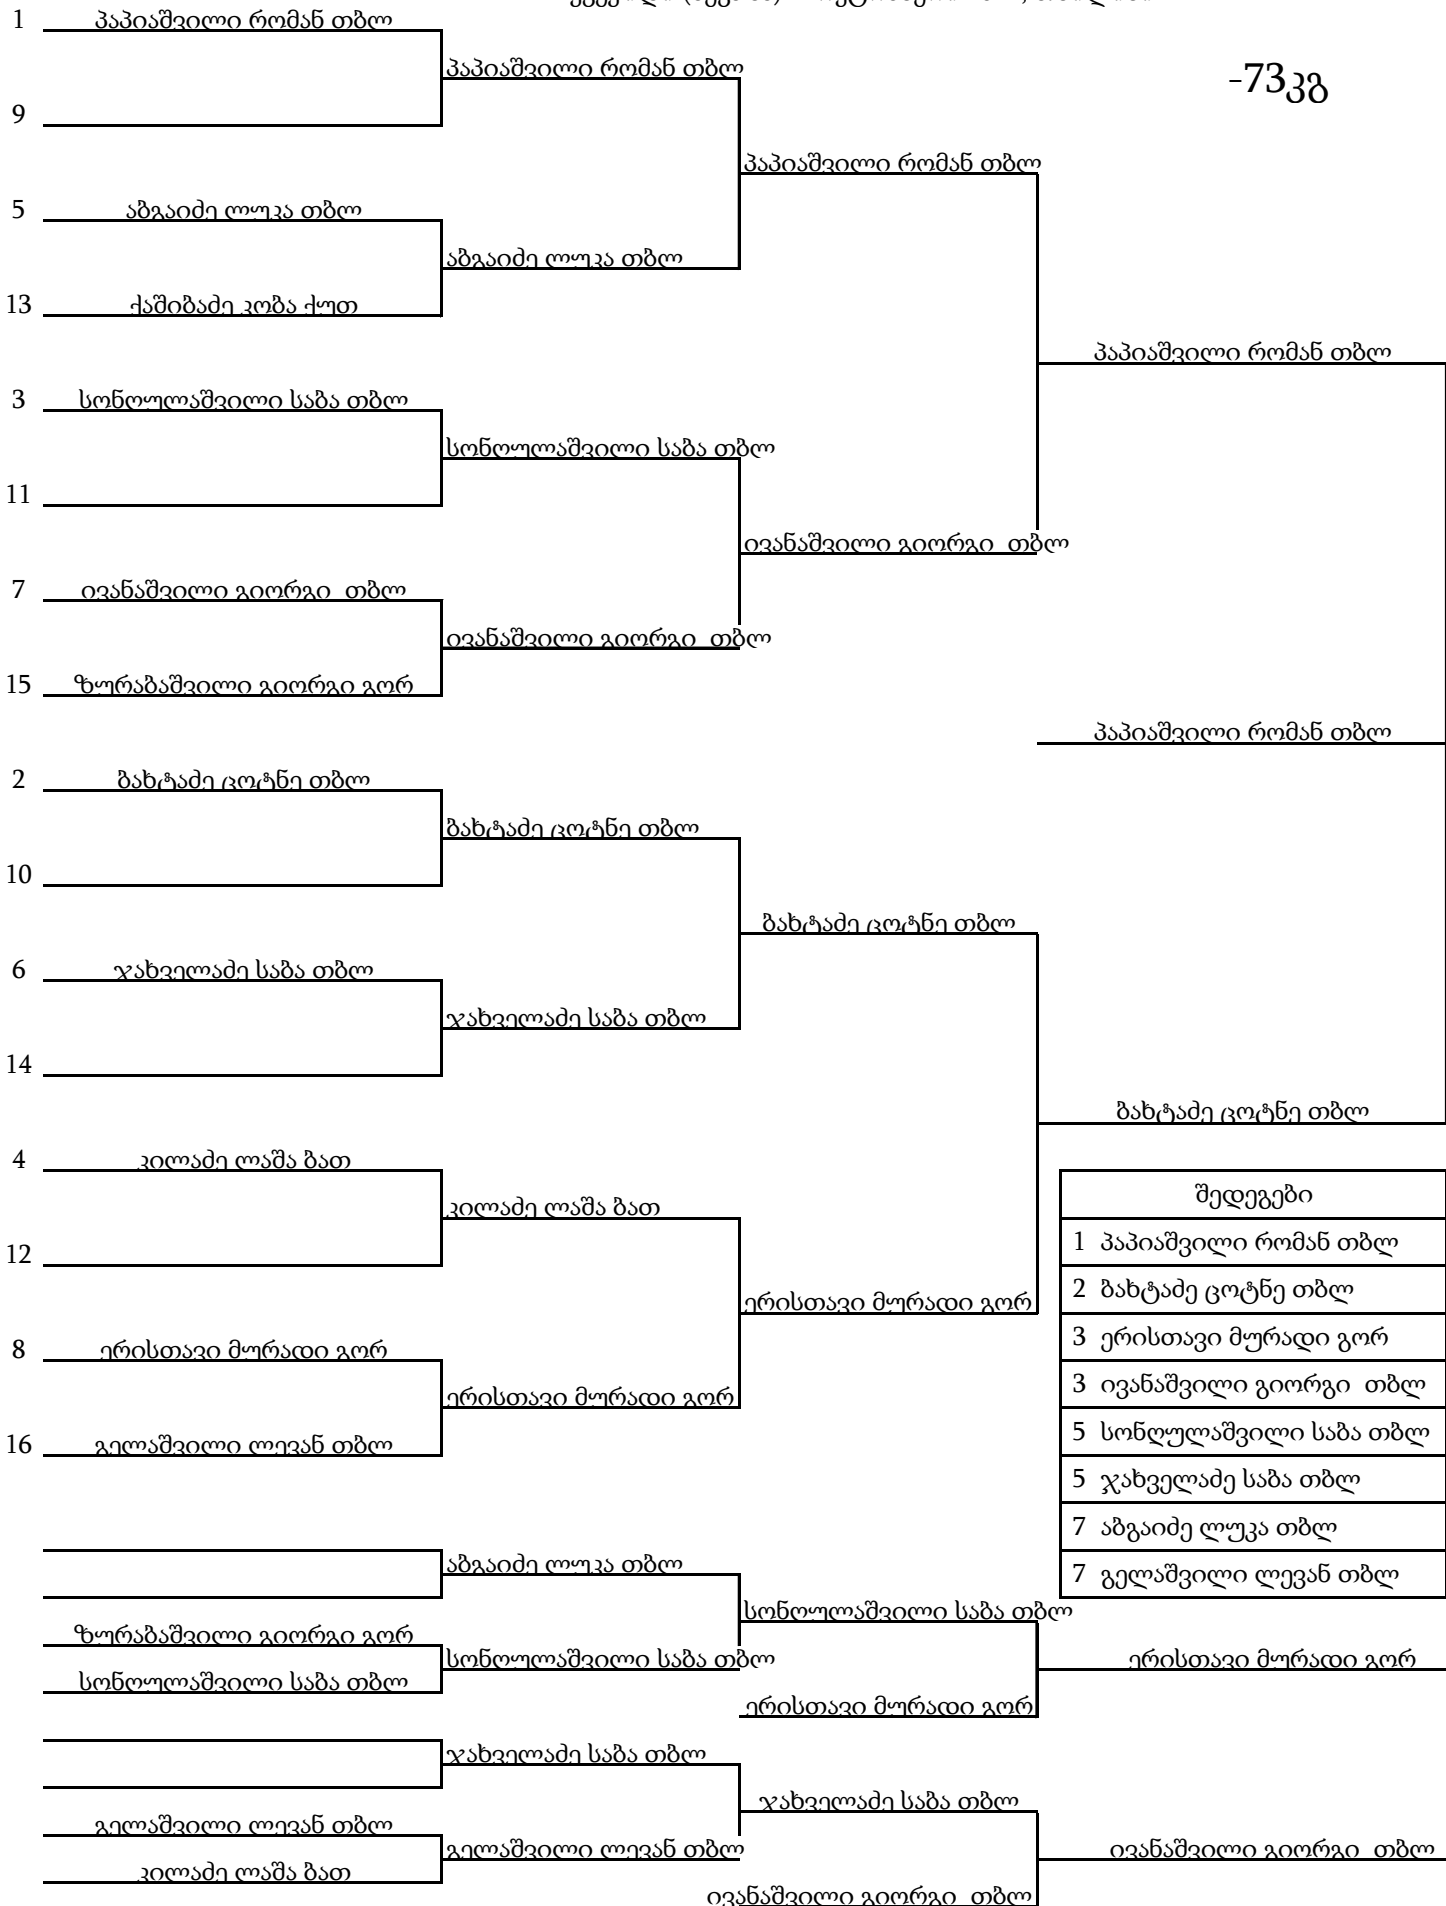 1 პაპიაშვილი რომან თბლ
პაპიაშვილი რომან თბლ
-73კგ
9
პაპიაშვილი რომან თბლ
5 აბგაიძე ლუკა თბლ
აბგაიძე ლუკა თბლ
13 ქაშიბაძე კობა ქუთ
პაპიაშვილი რომან თბლ
3 სონღულაშვილი საბა თბლ
სონღულაშვილი საბა თბლ
11
ივანაშვილი გიორგი თბლ
7 ივანაშვილი გიორგი თბლ
ივანაშვილი გიორგი თბლ
15 ზურაბაშვილი გიორგი გორ
პაპიაშვილი რომან თბლ
2 ბახტაძე ცოტნე თბლ
ბახტაძე ცოტნე თბლ
10
ბახტაძე ცოტნე თბლ
6 ჯახველაძე საბა თბლ
ჯახველაძე საბა თბლ
14
ბახტაძე ცოტნე თბლ
4 კილაძე ლაშა ბათ
კილაძე ლაშა ბათ
12
ერისთავი მურადი გორ
8 ერისთავი მურადი გორ
ერისთავი მურადი გორ
16 გელაშვილი ლევან თბლ
შედეგები
1 პაპიაშვილი რომან თბლ
2 ბახტაძე ცოტნე თბლ
3 ერისთავი მურადი გორ
3 ივანაშვილი გიორგი თბლ
5 სონღულაშვილი საბა თბლ
5 ჯახველაძე საბა თბლ
7 აბგაიძე ლუკა თბლ
7 გელაშვილი ლევან თბლ
აბგაიძე ლუკა თბლ
სონღულაშვილი საბა თბლ
ზურაბაშვილი გიორგი გორ
სონღულაშვილი საბა თბლ
ერისთავი მურადი გორ
სონღულაშვილი საბა თბლ
ერისთავი მურადი გორ
ჯახველაძე საბა თბლ
ჯახველაძე საბა თბლ
გელაშვილი ლევან თბლ
გელაშვილი ლევან თბლ
ივანაშვილი გიორგი თბლ
კილაძე ლაშა ბათ
ივანაშვილი გიორგი თბლ